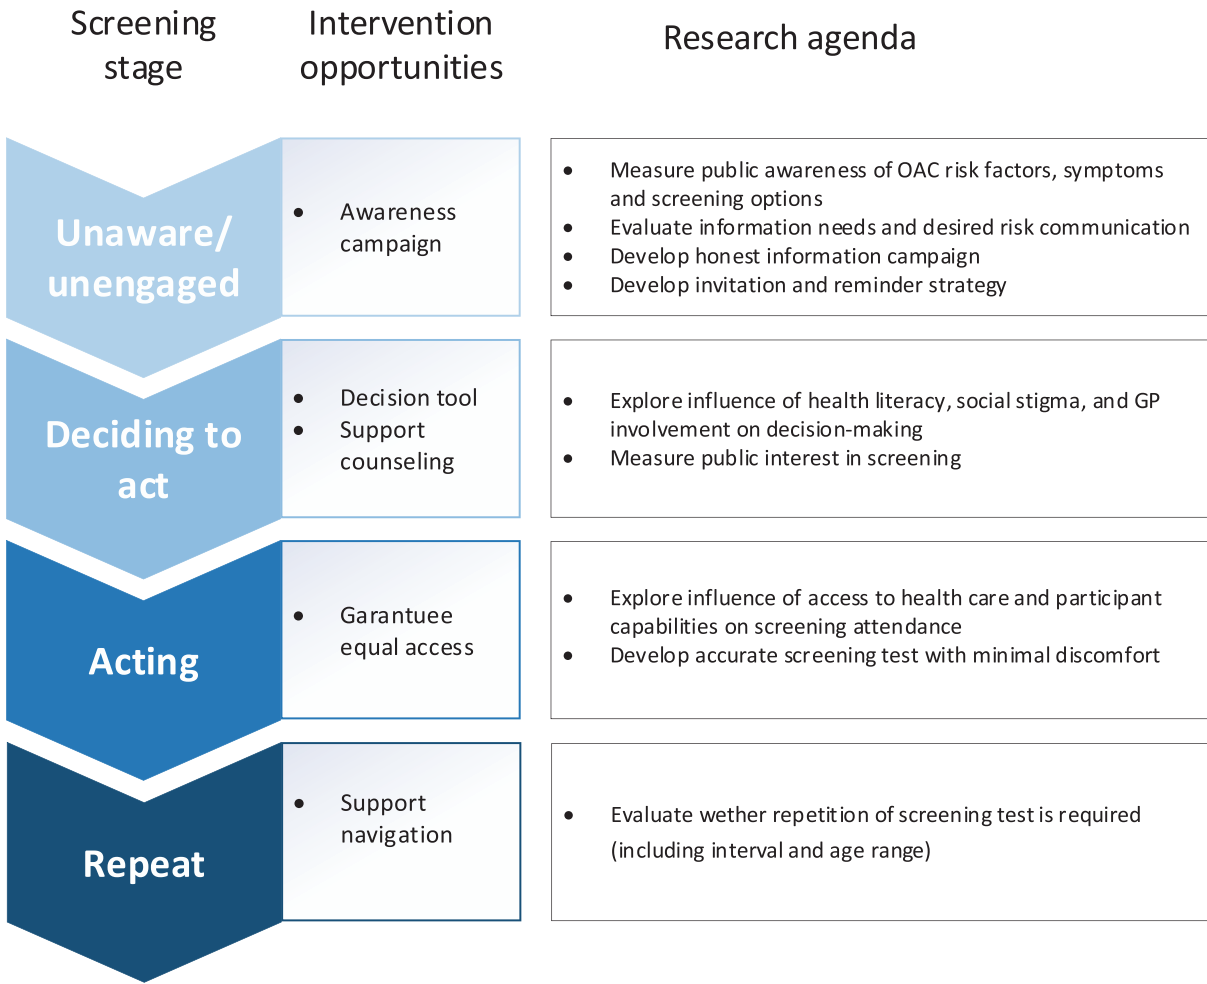 Screening
stage
Intervention
opportunities
Research agenda
Unaware/
unengaged
• Awareness
campaign
• Measure public awareness of OAC risk factors, symptoms
and screening options
• Evaluate information needs and desired risk communication
• Develop honest information campaign
• Develop invitation and reminder strategy
Deciding to
act
• Decision tool
• Support
counseling
• Explore influence of health literacy, social stigma, and GP
involvement on decision-making
• Measure public interest in screening
Acting
• Garantuee
equal access
• Explore influence of access to health care and participant
capabilities on screening attendance
• Develop accurate screening test with minimal discomfort
Repeat
• Support
navigation
• Evaluate wether repetition of screening test is required
(including interval and age range)